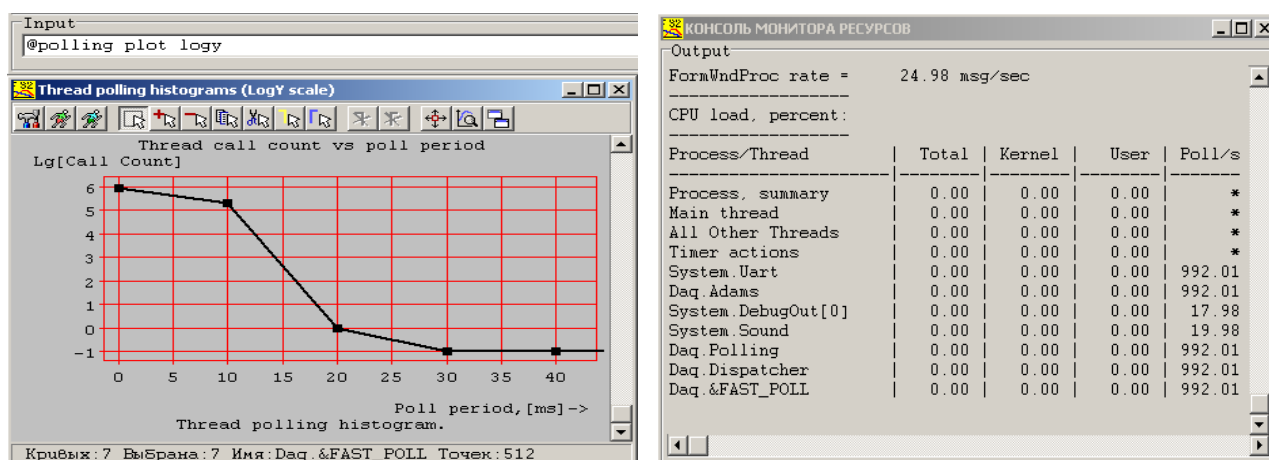 Input
@polling plot logy
Thread polling histograms (LogY scale)
Thread call count vs poll period
Lg[Call Count]
6
5
4
3
2
1
0
-1
0 5 10 15 20 25 30 35 40
Poll period,[ms]->
Thread polling histogram.
Кривых:7 Выбрана:7 Имя:Daq.&FAST_POLL Точек:512
КОНСОЛЬ МОНИТОРА РЕСУРСОВ
Output
FormWndProc rate = 24.98 msg/sec
-------------------
CPU load, percent:
-------------------
Process/Thread | Total | Kernel | User | Poll/s
-----------------------|--------|--------|--------|-------
Process, summary | 0.00 | 0.00 | 0.00 | *
Main thread | 0.00 | 0.00 | 0.00 | *
All Other Threads | 0.00 | 0.00 | 0.00 | *
Timer actions | 0.00 | 0.00 | 0.00 | *
System.Uart | 0.00 | 0.00 | 0.00 | 992.01
Daq.Adams | 0.00 | 0.00 | 0.00 | 992.01
System.DebugOut[0] | 0.00 | 0.00 | 0.00 | 17.98
System.Sound | 0.00 | 0.00 | 0.00 | 19.98
Daq.Polling | 0.00 | 0.00 | 0.00 | 992.01
Daq.Dispatcher | 0.00 | 0.00 | 0.00 | 992.01
Daq.&FAST_POLL | 0.00 | 0.00 | 0.00 | 992.01